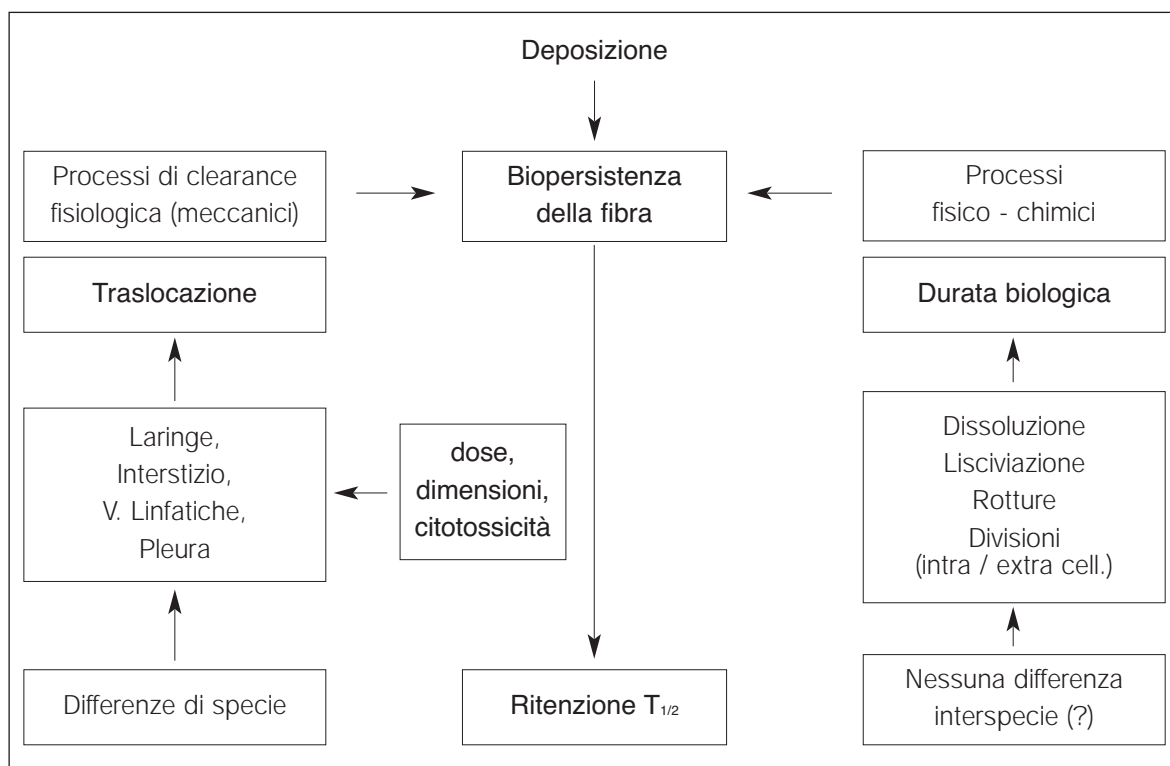 Deposizione
Processi di clearance
fisiologica (meccanici)
Biopersistenza
della fibra
Processi
fisico - chimici
Traslocazione
Durata biologica
Laringe,
Interstizio,
V. Linfatiche,
Pleura
dose,
dimensioni,
citotossicità
Dissoluzione
Lisciviazione
Rotture
Divisioni
(intra / extra cell.)
Differenze di specie
Ritenzione T1/2
Nessuna differenza
interspecie (?)